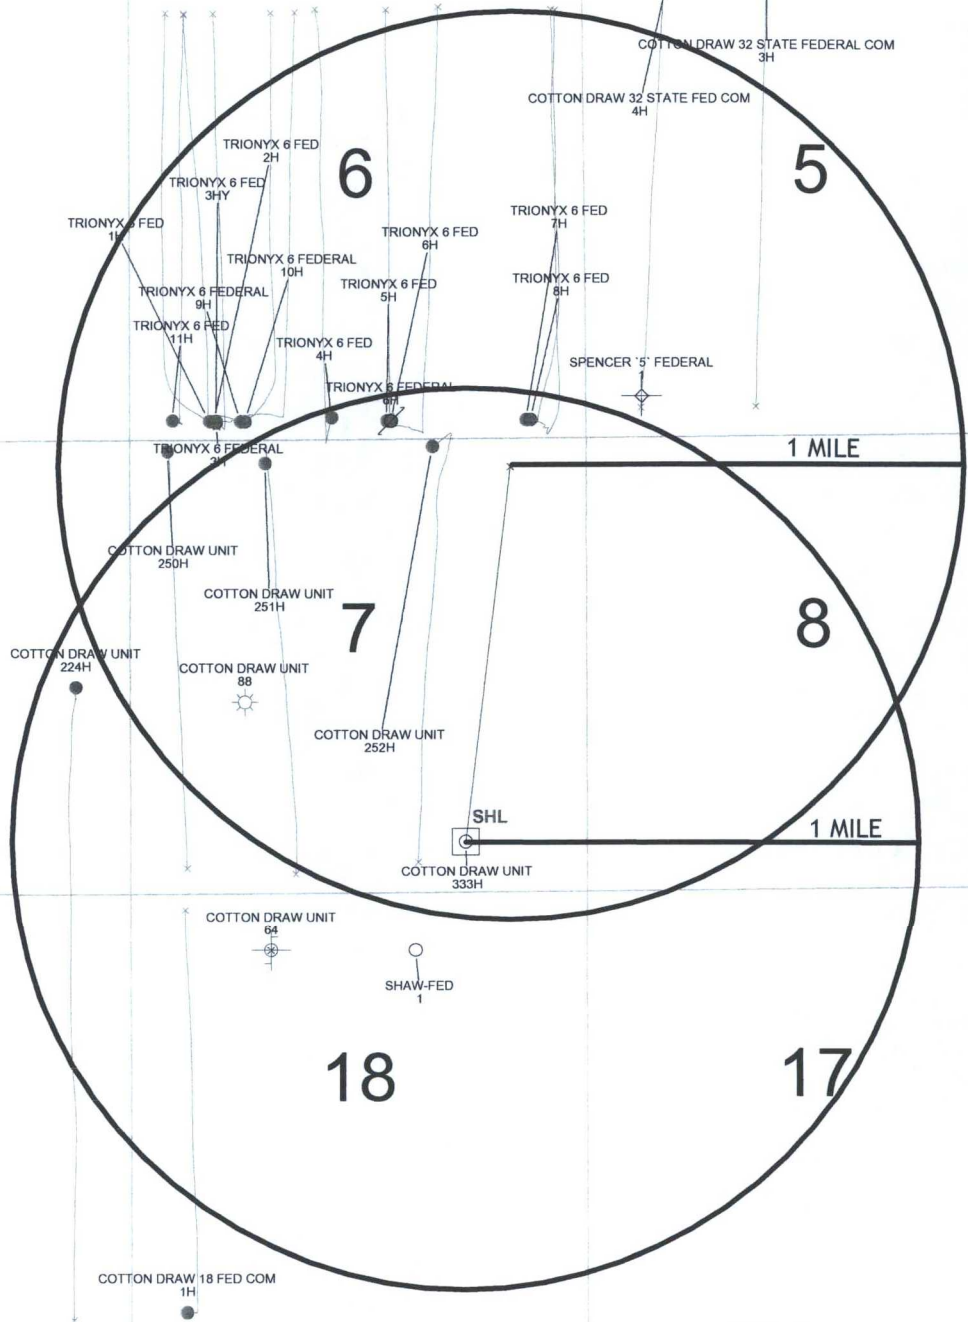 COTTON DRAW 32 STATE FEDERAL COM
3H
COTTON DRAW 32 STATE FED COM
4H
TRIONYX 6 FED
2H
6
5
TRIONYX 6 FED
3HY
TRIONYX 6 FED
1H
TRIONYX 6 FED
7H
TRIONYX 6 FED
6H
TRIONYX 6 FEDERAL
10H
TRIONYX 6 FED
5H
TRIONYX 6 FED
8H
TRIONYX 6 FEDERAL
9H
TRIONYX 6 FED
11H
TRIONYX 6 FED
4H
SPENCER `5` FEDERAL
1
TRIONYX 6 FEDERAL
TRIONYX 6 FEDERAL
3H
1 MILE
COTTON DRAW UNIT
250H
COTTON DRAW UNIT
251H
7
8
COTTON DRAW UNIT
224H
COTTON DRAW UNIT
88
COTTON DRAW UNIT
252H
SHL
1 MILE
COTTON DRAW UNIT
333H
COTTON DRAW UNIT
64
SHAW-FED
1
18
17
COTTON DRAW 18 FED COM
1H